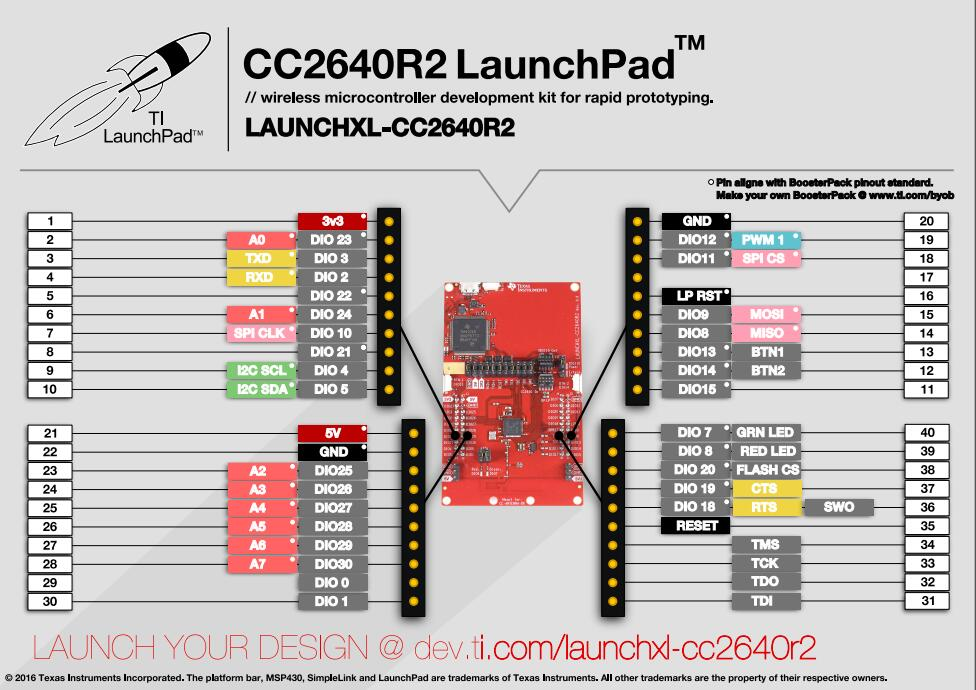 TI
LaunchPad™
CC2640R2 LaunchPad™
// wireless microcontroller development kit for rapid prototyping.
LAUNCHXL-CC2640R2
Pin aligns with BoosterPack pinout standard.
Make your own BoosterPack @ www.ti.com/byob
1 3v3
2 A0 DIO 23
3 TXD DIO 3
4 RXD DIO 2
5 DIO 22
6 A1 DIO 24
7 SPI CLK DIO 10
8 DIO 21
9 I2C SCL DIO 4
10 I2C SDA DIO 5
GND 20
DIO12 PWM 1 19
DIO11 SPI CS 18
17
LP RST 16
DIO9 MOSI 15
DIO8 MISO 14
DIO13 BTN1 13
DIO14 BTN2 12
DIO15 11
TEXAS
INSTRUMENTS
21 5V
22 GND
23 A2 DIO25
24 A3 DIO26
25 A4 DIO27
26 A5 DIO28
27 A6 DIO29
28 A7 DIO30
29 DIO 0
30 DIO 1
DIO 7 GRN LED 40
DIO 8 RED LED 39
DIO 20 FLASH CS 38
DIO 19 CTS 37
DIO 18 RTS SWO 36
RESET 35
TMS 34
TCK 33
TDO 32
TDI 31
LAUNCH YOUR DESIGN @ dev.ti.com/launchxl-cc2640r2
© 2016 Texas Instruments Incorporated. The platform bar, MSP430, SimpleLink and LaunchPad are trademarks of Texas Instruments. All other trademarks are the property of their respective owners.